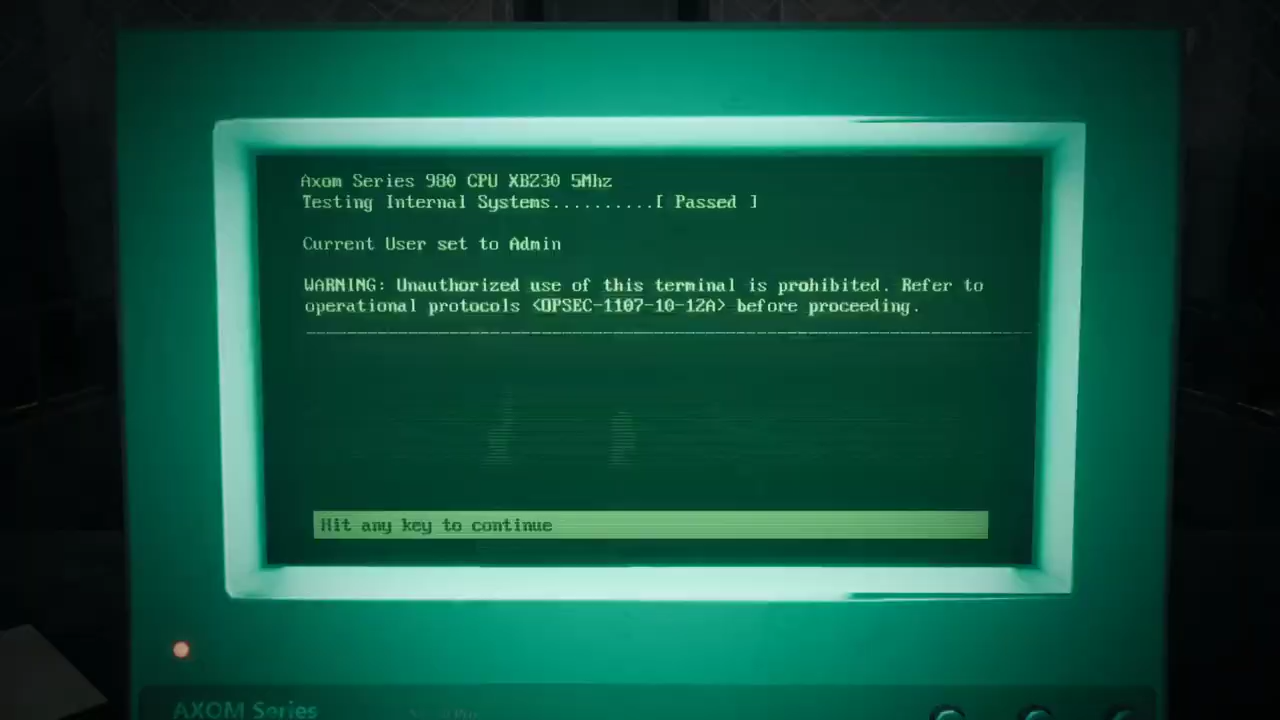 Axom Series 980 CPU XB230 5Mhz
Testing Internal Systems..........[ Passed ]
Current User set to Admin
WARNING: Unauthorized use of this terminal is prohibited. Refer to
operational protocols <OPSEC-1107-10-12A> before proceeding.
Hit any key to continue
AXOM Series